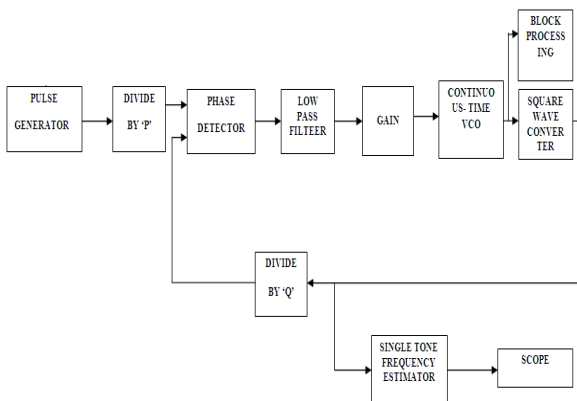 BLOCK
PROCESS
ING
PULSE
GENERATOR
DIVIDE
BY ‘P’
PHASE
DETECTOR
LOW
PASS
FILTEER
GAIN
CONTINUO
US- TIME
VCO
SQUARE
WAVE
CONVER
TER
DIVIDE
BY ‘Q’
SINGLE TONE
FREQUENCY
ESTIMATOR
SCOPE